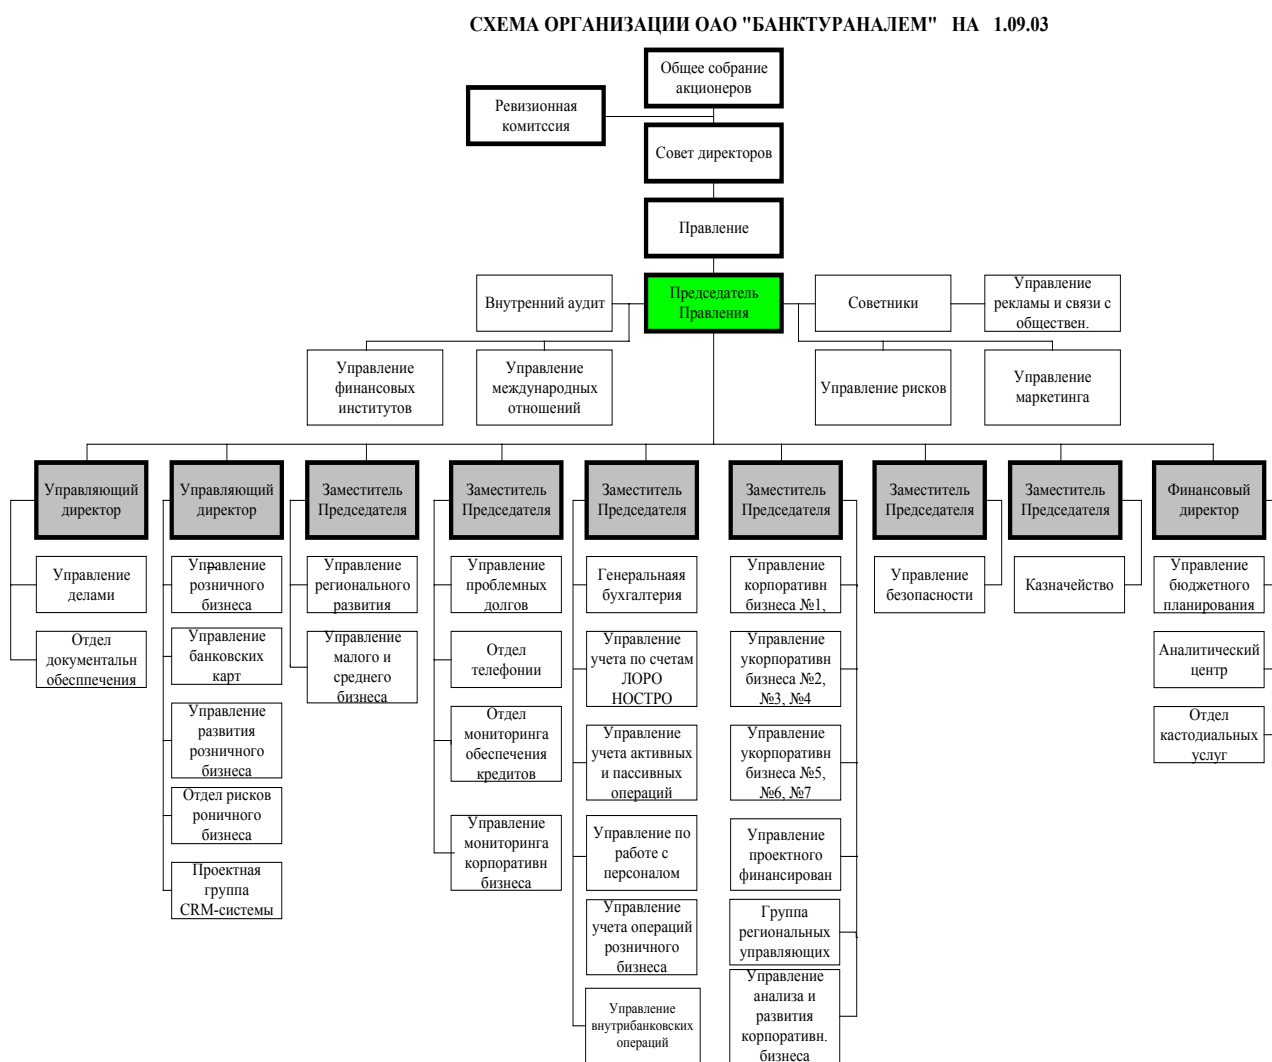 СХЕМА ОРГАНИЗАЦИИ ОАО "БАНКТУРАНАЛЕМ" НА 1.09.03
Общее собрание
акционеров
Ревизионная
комитссия
Совет директоров
Правление
Внутренний аудит
Председатель
Правления
Советники
Управление
рекламы и связи с
обществен.
Управление
финансовых
институтов
Управление
международных
отношений
Управление рисков
Управление
маркетинга
Управляющий
директор
Управляющий
директор
Заместитель
Председателя
Заместитель
Председателя
Заместитель
Председателя
Заместитель
Председателя
Заместитель
Председателя
Заместитель
Председателя
Финансовый
директор
Управление
делами
Отдел
документальн
обесппечения
Управление
розничного
бизнеса
Управление
банковских
карт
Управление
развития
розничного
бизнеса
Отдел рисков
роничного
бизнеса
Проектная
группа
CRM-системы
Управление
регионального
развития
Управление
малого и
среднего
бизнеса
Управление
проблемных
долгов
Отдел
телефонии
Отдел
мониторинга
обеспечения
кредитов
Управление
мониторинга
корпоративн
бизнеса
Генеральнаяя
бухгалтерия
Управление
учета по счетам
ЛОРО
НОСТРО
Управление
учета активных
и пассивных
операций
Управление по
работе с
персоналом
Управление
учета операций
розничного
бизнеса
Управление
внутрибанковских
операций
Управление
корпоративн
бизнеса №1,
Управление
укорпоративн
бизнеса №2,
№3, №4
Управление
укорпоративн
бизнеса №5,
№6, №7
Управление
проектного
финансирован
Группа
региональных
управляющих
Управление
анализа и
развития
корпоративн.
бизнеса
Управление
безопасности
Казначейство
Управление
бюджетного
планирования
Аналитический
центр
Отдел
кастодиальных
услуг